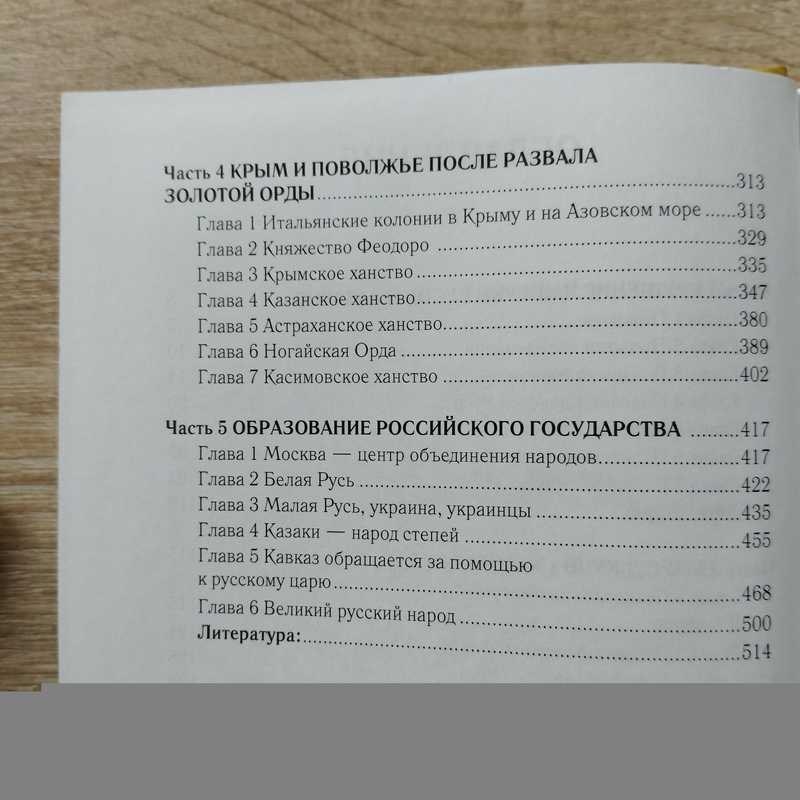 Часть 4 КРЫМ И ПОВОЛЖЬЕ ПОСЛЕ РАЗВАЛА
ЗОЛОТОЙ ОРДЫ.....313
Глава 1 Итальянские колонии в Крыму и на Азовском море ......313
Глава 2 Княжество Феодоро .....329
Глава 3 Крымское ханство .....335
Глава 4 Казанское ханство.....347
Глава 5 Астраханское ханство.....380
Глава 6 Ногайская Орда .....389
Глава 7 Касимовское ханство .....402
Часть 5 ОБРАЗОВАНИЕ РОССИЙСКОГО ГОСУДАРСТВА .........417
Глава 1 Москва — центр объединения народов.....417
Глава 2 Белая Русь .....422
Глава 3 Малая Русь, украина, украинцы .....435
Глава 4 Казаки — народ степей .....455
Глава 5 Кавказ обращается за помощью
к русскому царю.....468
Глава 6 Великий русский народ .....500
Литература:.....514